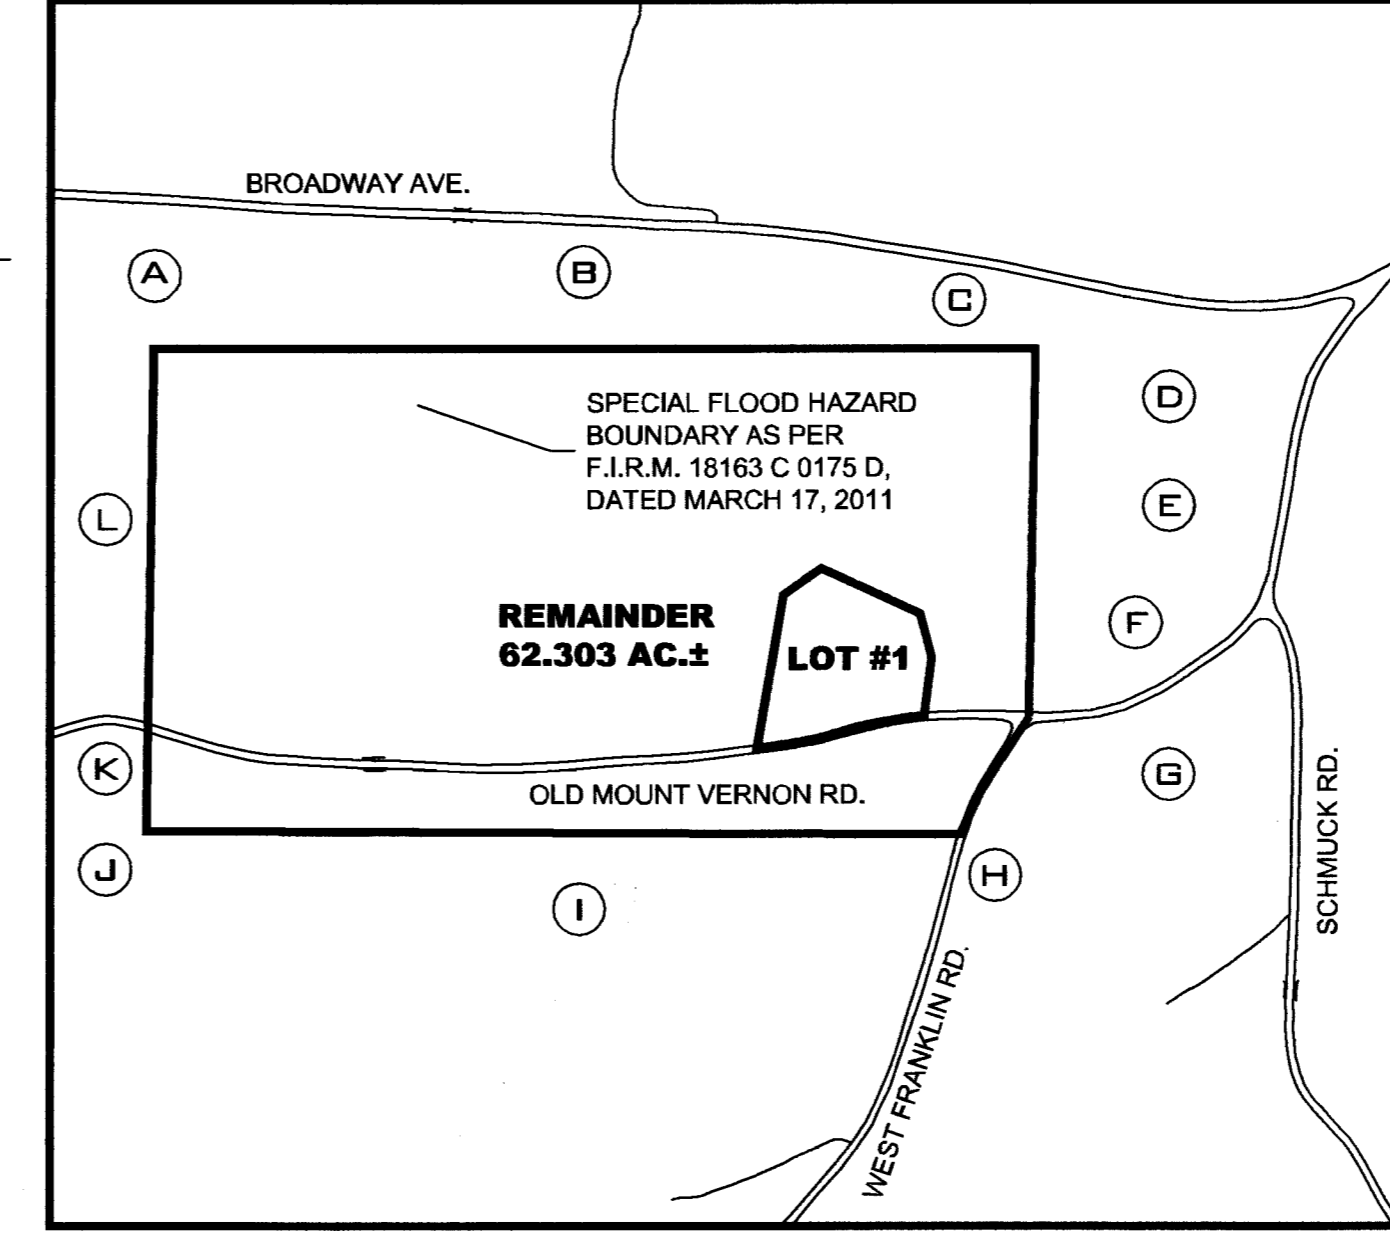 BROADWAY AVE.
A
B
C
SPECIAL FLOOD HAZARD
BOUNDARY AS PER
F.I.R.M. 18163 C 0175 D,
DATED MARCH 17, 2011
D
E
L
F
REMAINDER
62.303 AC.±
LOT #1
K
OLD MOUNT VERNON RD.
G
SCHMUCK RD.
J
I
H
WEST FRANKLIN RD.